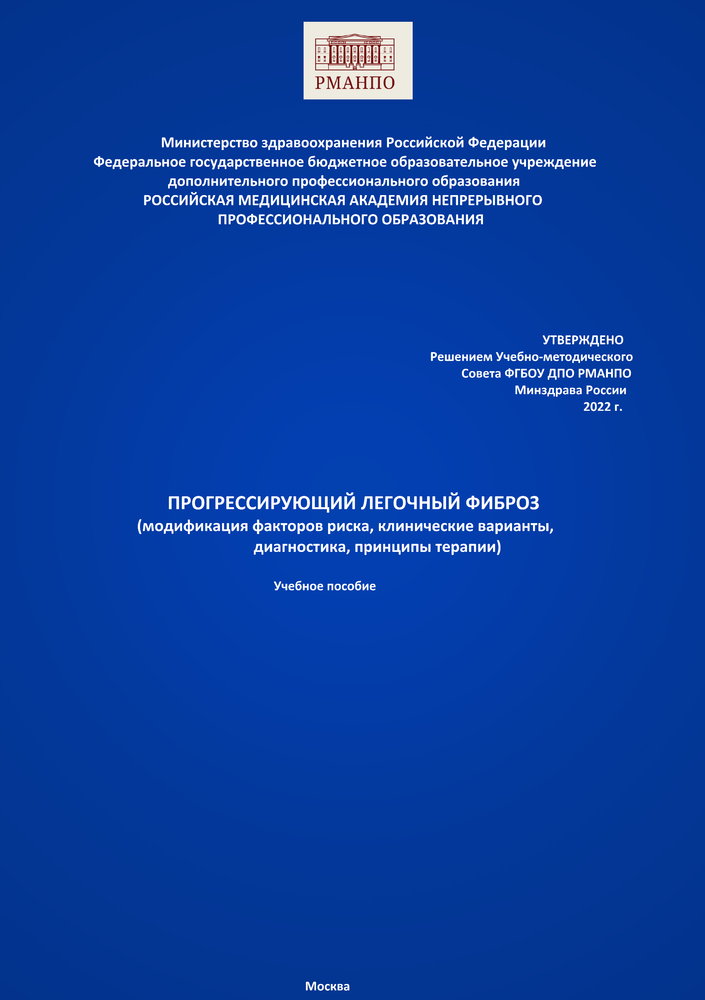 РМАНПО
Министерство здравоохранения Российской Федерации
Федеральное государственное бюджетное образовательное учреждение
дополнительного профессионального образования
РОССИЙСКАЯ МЕДИЦИНСКАЯ АКАДЕМИЯ НЕПРЕРЫВНОГО
ПРОФЕССИОНАЛЬНОГО ОБРАЗОВАНИЯ
УТВЕРЖДЕНО
Решением Учебно-методического
Совета ФГБОУ ДПО РМАНПО
Минздрава России
2022 г.
ПРОГРЕССИРУЮЩИЙ ЛЕГОЧНЫЙ ФИБРОЗ
(модификация факторов риска, клинические варианты,
диагностика, принципы терапии)
Учебное пособие
Москва